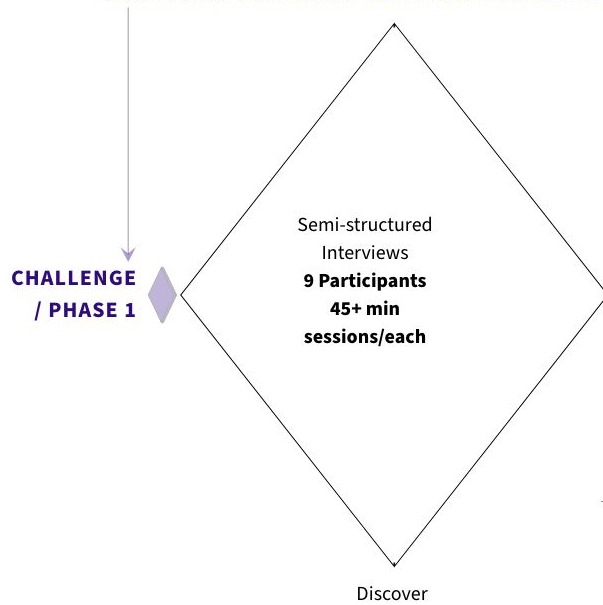 CHALLENGE
/ PHASE 1
Semi-structured
Interviews
9 Participants
45+ min
sessions/each
Discover